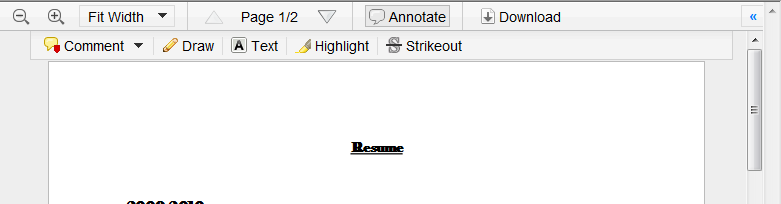 Fit Width Page 1/2 Annotate Download «
Comment Draw A Text Highlight S Strikeout
Resume